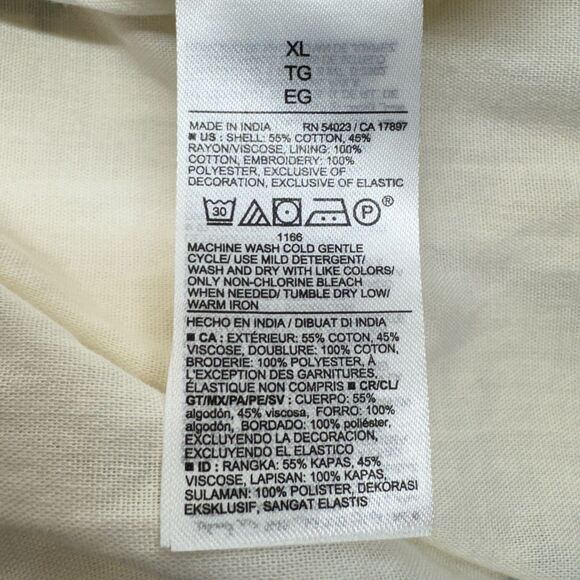 XL
TG
EG
MADE IN INDIA RN 54023 / CA 17897
■ US : SHELL: 55% COTTON, 45%
RAYON/VISCOSE, LINING: 100%
COTTON, EMBROIDERY: 100%
POLYESTER, EXCLUSIVE OF
DECORATION, EXCLUSIVE OF ELASTIC
30 P ®
1166
MACHINE WASH COLD GENTLE
CYCLE/ USE MILD DETERGENT/
WASH AND DRY WITH LIKE COLORS/
ONLY NON-CHLORINE BLEACH
WHEN NEEDED/ TUMBLE DRY LOW/
WARM IRON
HECHO EN INDIA / DIBUAT DI INDIA
■ CA : EXTÉRIEUR: 55% COTON, 45%
VISCOSE, DOUBLURE: 100% COTON,
BRODERIE: 100% POLYESTER, À
L'EXCEPTION DES GARNITURES,
ÉLASTIQUE NON COMPRIS ■ CR/CL/
GT/MX/PA/PE/SV : CUERPO: 55%
algodón, 45% viscosa, FORRO: 100%
algodón, BORDADO: 100% poliéster,
EXCLUYENDO LA DECORACION,
EXCLUYENDO EL ELASTICO
■ ID : RANGKA: 55% KAPAS, 45%
VISCOSE, LAPISAN: 100% KAPAS,
SULAMAN: 100% POLISTER, DEKORASI
EKSKLUSIF, SANGAT ELASTIS